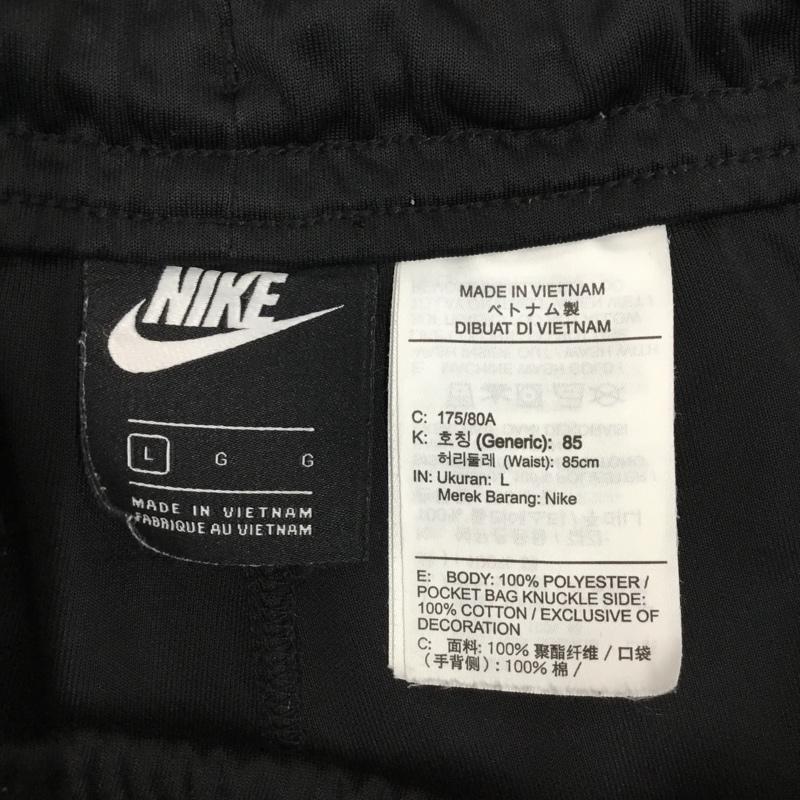 NIKE
L G G
MADE IN VIETNAM
FABRIQUE AU VIETNAM
MADE IN VIETNAM
ベトナム製
DIBUAT DI VIETNAM
C: 175/80A
K: 호칭 (Generic): 85
허리둘레 (Waist): 85cm
IN: Ukuran: L
Merek Barang: Nike
E: BODY: 100% POLYESTER /
POCKET BAG KNUCKLE SIDE:
100% COTTON / EXCLUSIVE OF
DECORATION
C: 面料: 100% 聚酯纤维 / 口袋
(手背侧) : 100% 棉 /